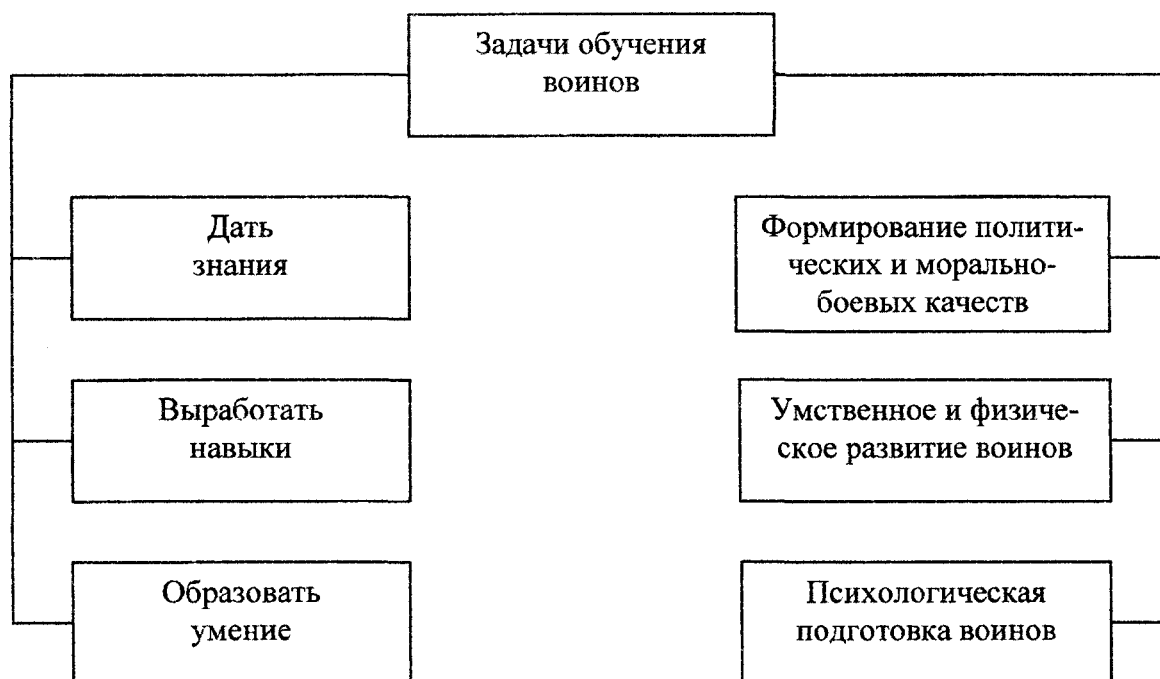 Задачи обучения
воинов
Дать
знания
Выработать
навыки
Образовать
умение
Формирование полити-
ческих и морально-
боевых качеств
Умственное и физиче-
ское развитие воинов
Психологическая
подготовка воинов